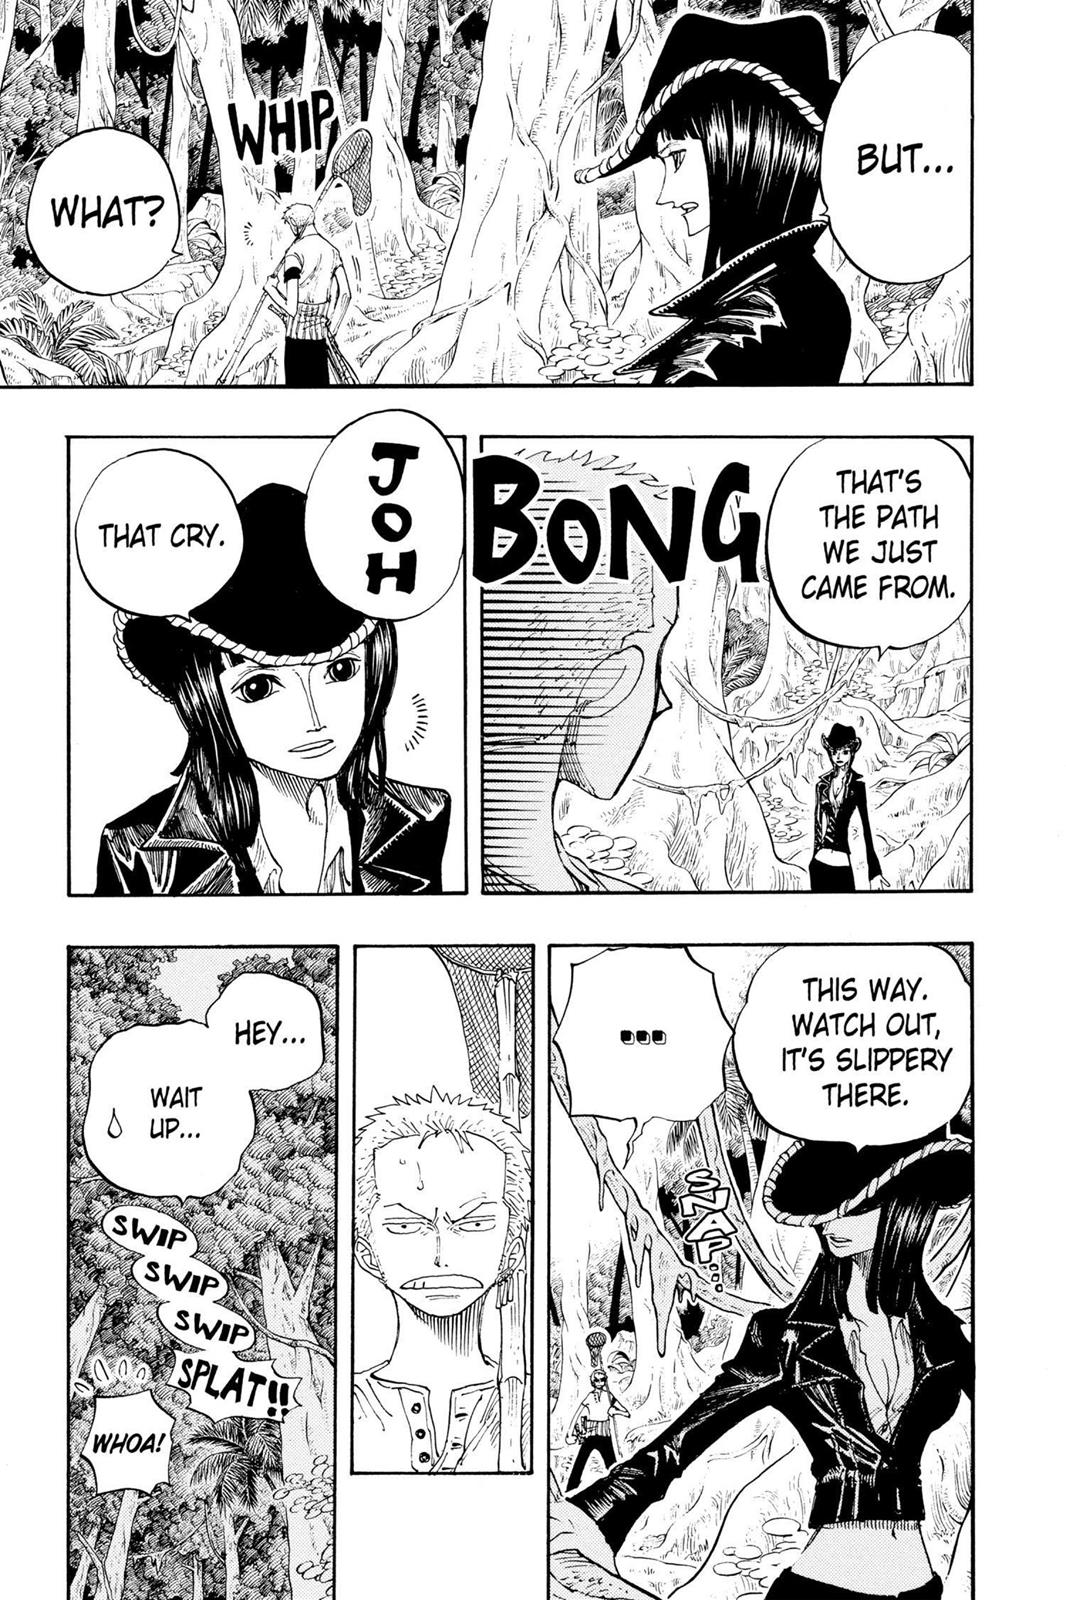 BUT...
WHIP
WHAT?
THAT'S
THE PATH
WE JUST
CAME FROM.
BONG
JOH
THAT CRY.
THIS WAY.
WATCH OUT,
IT'S SLIPPERY
THERE.
...
SNAP...
HEY...
WAIT
UP...
SWIP
SWIP
SWIP
SPLAT!!
WHOA!